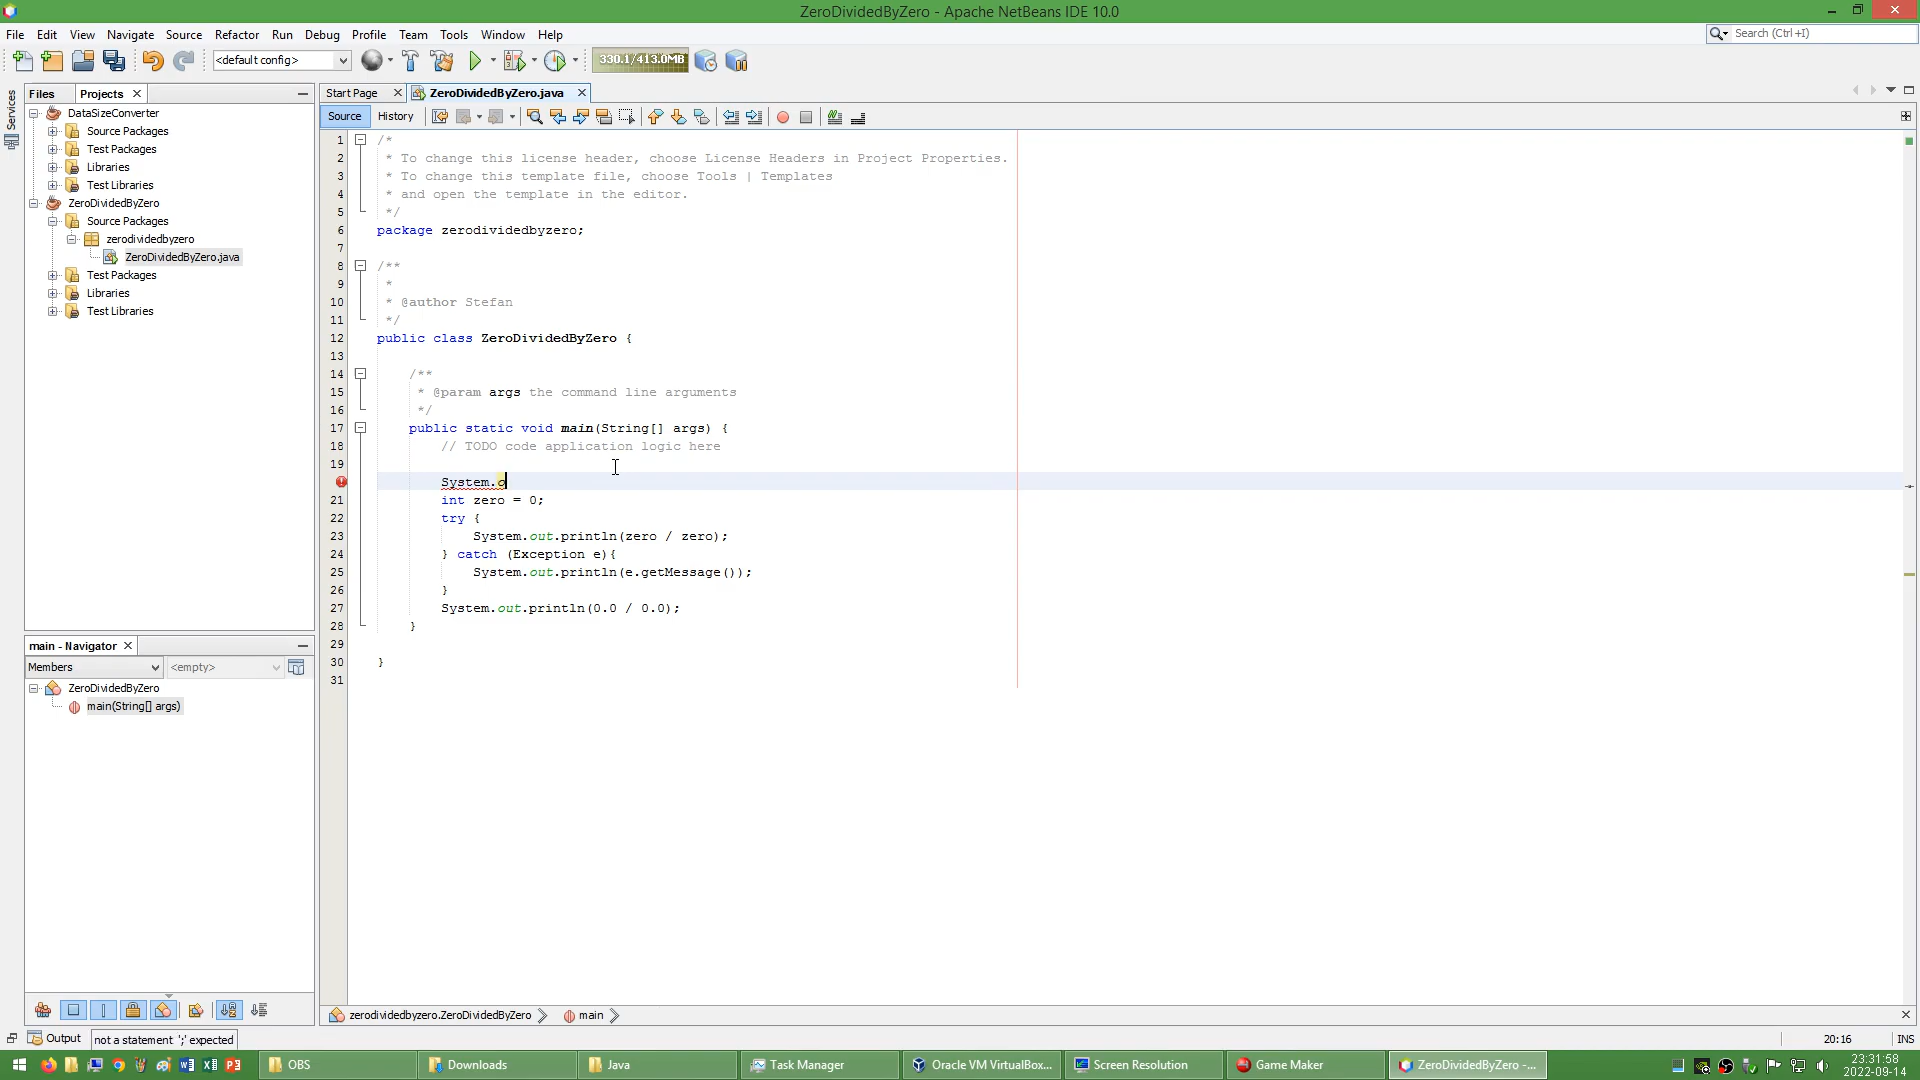 ZeroDividedByZero - Apache NetBeans IDE 10.0
File Edit View Navigate Source Refactor Run Debug Profile Team Tools Window Help
Search (Ctrl+I)
<default config>
330.1/413.0MB
Services
Files Projects
DataSizeConverter
Source Packages
Test Packages
Libraries
Test Libraries
ZeroDividedByZero
Source Packages
zerodividedbyzero
ZeroDividedByZero.java
Test Packages
Libraries
Test Libraries
main - Navigator
Members <empty>
ZeroDividedByZero
main(String[] args)
Start Page ZeroDividedByZero.java
Source History
1 /*
2 * To change this license header, choose License Headers in Project Properties.
3 * To change this template file, choose Tools | Templates
4 * and open the template in the editor.
5 */
6 package zerodividedbyzero;
7
8 /**
9 *
10 * @author Stefan
11 */
12 public class ZeroDividedByZero {
13
14 /**
15 * @param args the command line arguments
16 */
17 public static void main(String[] args) {
18 // TODO code application logic here
19
System.o
21 int zero = 0;
22 try {
23 System.out.println(zero / zero);
24 } catch (Exception e){
25 System.out.println(e.getMessage());
26 }
27 System.out.println(0.0 / 0.0);
28 }
29
30 }
31
zerodividedbyzero.ZeroDividedByZero main
Output not a statement ';' expected
20:16 INS
OBS Downloads Java Task Manager Oracle VM VirtualBox... Screen Resolution Game Maker ZeroDividedByZero -...
23:31:58
2022-09-14